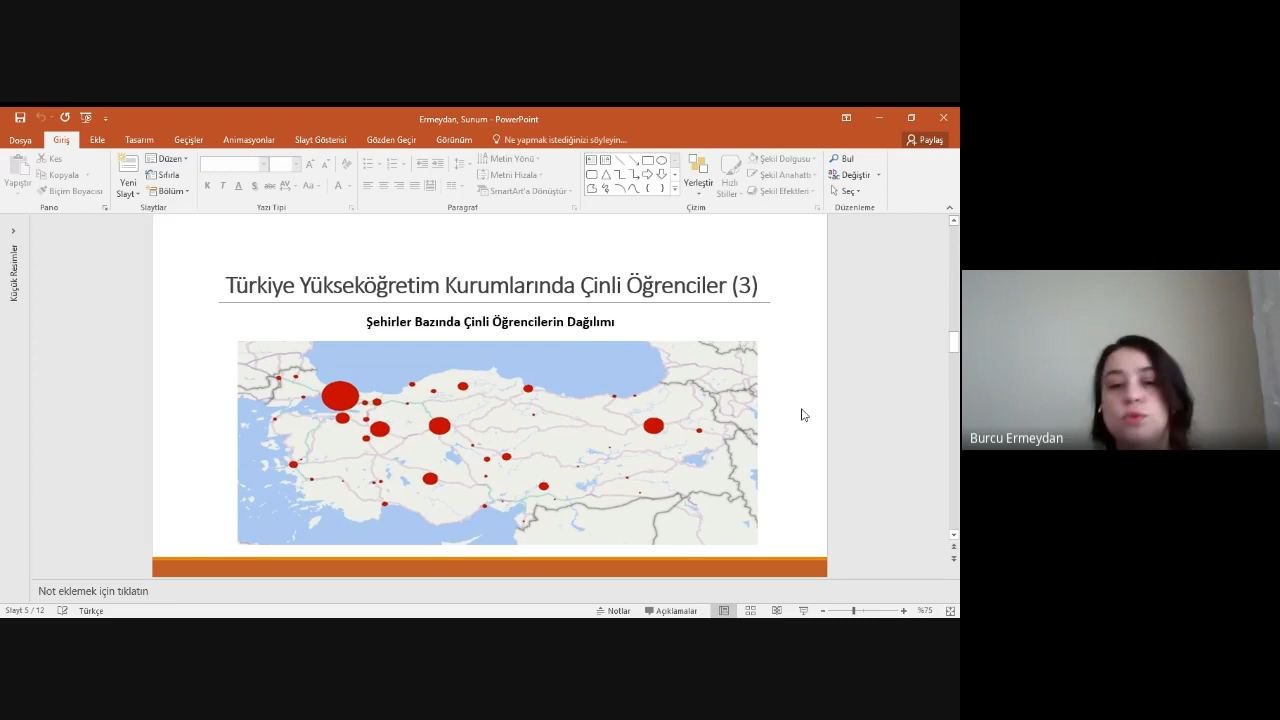 Ermeydan, Sunum - PowerPoint
Dosya Giriş Ekle Tasarım Geçişler Animasyonlar Slayt Gösterisi Gözden Geçir Görünüm Ne yapmak istediğinizi söyleyin... Paylaş
Yapıştır
Kes
Kopyala
Biçim Boyacısı
Pano
Yeni Slayt
Düzen
Sıfırla
Bölüm
Slaytlar
K T A S abc AV Aa A
Yazı Tipi
Metin Yönü
Metni Hizala
SmartArt'a Dönüştür
Paragraf
Yerleştir
Hızlı Stiller
Şekil Dolgusu
Şekil Anahattı
Şekil Efektleri
Çizim
Bul
Değiştir
Seç
Düzenleme
Küçük Resimler
Türkiye Yükseköğretim Kurumlarında Çinli Öğrenciler (3)
Şehirler Bazında Çinli Öğrencilerin Dağılımı
Not eklemek için tıklatın
Slayt 5 / 12 Türkçe Notlar Açıklamalar %75
Burcu Ermeydan